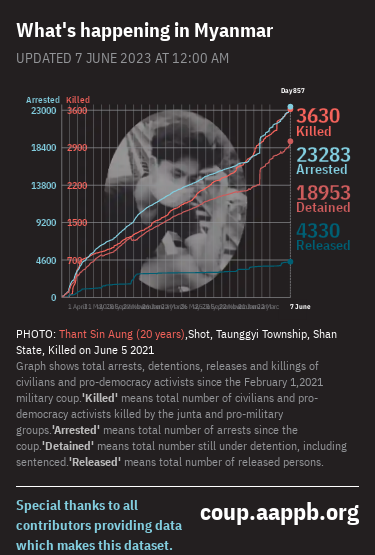 What's happening in Myanmar
UPDATED 7 JUNE 2023 AT 12:00 AM
Day857
Arrested Killed
23000 3600
3630
Killed
18400 2900
23283
Arrested
13800 2200
18953
Detained
9200 1500
4330
Released
4600 700
0
1 April
7 June
PHOTO: Thant Sin Aung (20 years),Shot, Taunggyi Township, Shan
State, Killed on June 5 2021
Graph shows total arrests, detentions, releases and killings of
civilians and pro-democracy activists since the February 1,2021
military coup.'Killed' means total number of civilians and pro-
democracy activists killed by the junta and pro-military
groups.'Arrested' means total number of arrests since the
coup.'Detained' means total number still under detention, including
sentenced.'Released' means total number of released persons.
Special thanks to all
contributors providing data
which makes this dataset.
coup.aappb.org